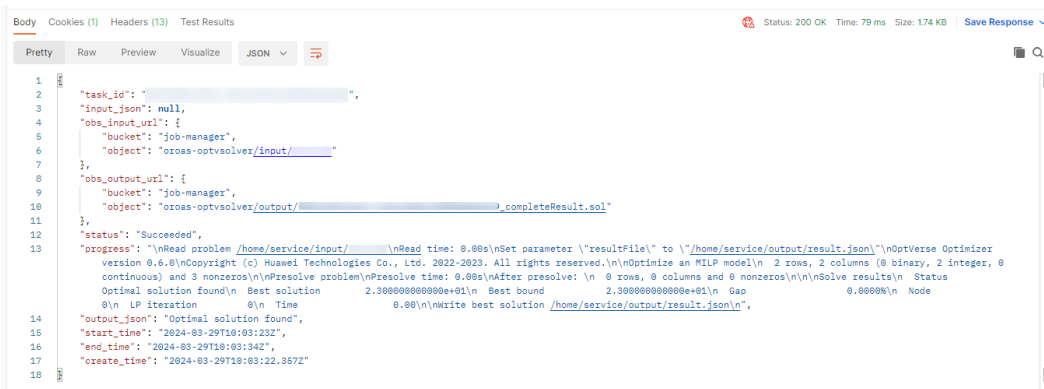 Body Cookies (1) Headers (13) Test Results Status: 200 OK Time: 79 ms Size: 1.74 KB Save Response
Pretty Raw Preview Visualize JSON
1 {
2 "task_id": "",
3 "input_json": null,
4 "obs_input_url": {
5 "bucket": "job-manager",
6 "object": "oroas-optvsolver/input/"
7 },
8 "obs_output_url": {
9 "bucket": "job-manager",
10 "object": "oroas-optvsolver/output/_completeResult.sol"
11 },
12 "status": "Succeeded",
13 "progress": "\nRead problem /home/service/input/\nRead time: 0.00s\nSet parameter \"resultFile\" to \"/home/service/output/result.json\"\nOptVerse Optimizer
version 0.6.0\nCopyright (c) Huawei Technologies Co., Ltd. 2022-2023. All rights reserved.\n\nOptimize an MILP model\n 2 rows, 2 columns (0 binary, 2 integer, 0
continuous) and 3 nonzeros\n\nPresolve problem\nPresolve time: 0.00s\nAfter presolve: \n 0 rows, 0 columns and 0 nonzeros\n\n\nSolve results\n Status
Optimal solution found\n Best solution 2.300000000000e+01\n Best bound 2.300000000000e+01\n Gap 0.0000%\n Node
0\n LP iteration 0\n Time 0.00\n\nWrite best solution /home/service/output/result.json\n",
14 "output_json": "Optimal solution found",
15 "start_time": "2024-03-29T10:03:23Z",
16 "end_time": "2024-03-29T10:03:34Z",
17 "create_time": "2024-03-29T10:03:22.357Z"
18 }